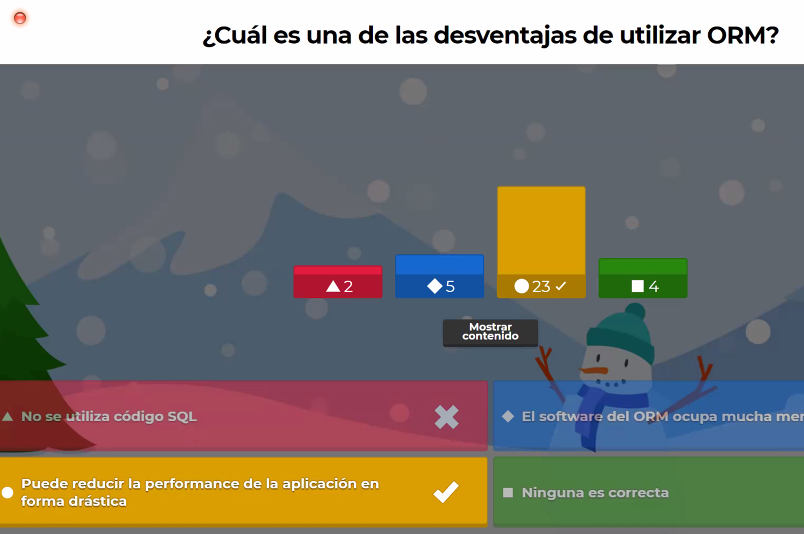 ¿Cuál es una de las desventajas de utilizar ORM?
2
5
23
4
Mostrar
contenido
No se utiliza código SQL
El software del ORM ocupa mucha
Puede reducir la performance de la aplicación en
forma drástica
Ninguna es correcta